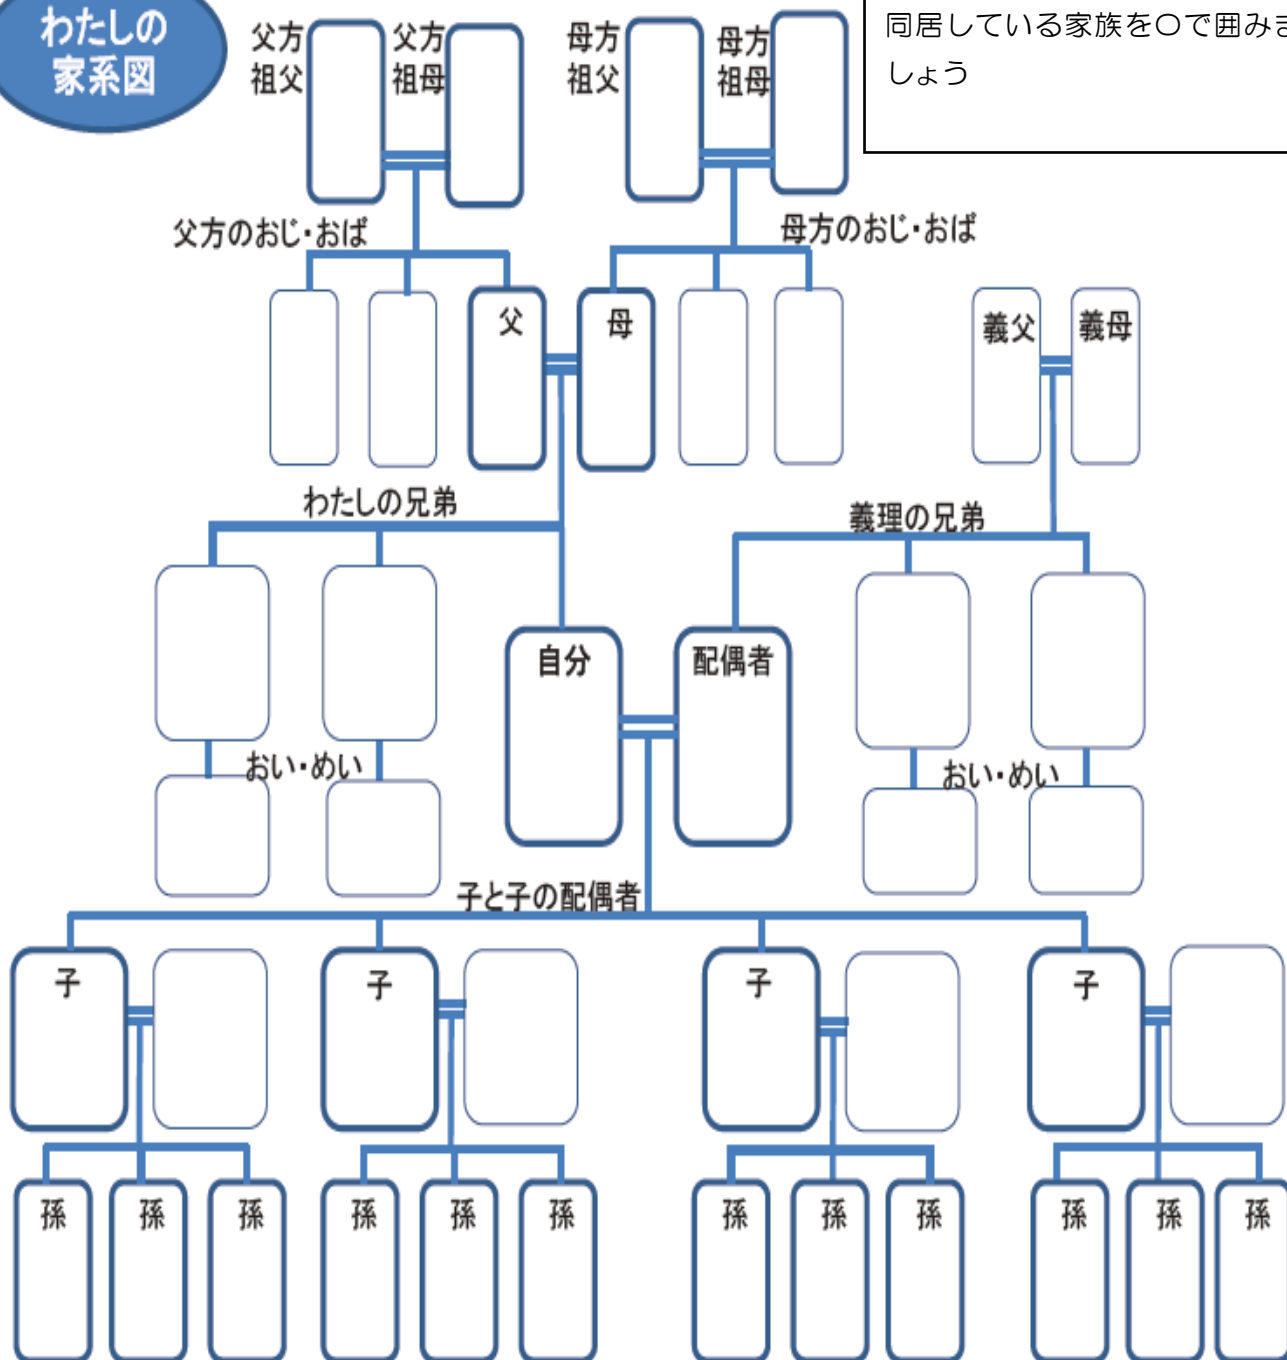 わたしの
家系図
父方
祖父
父方
祖母
母方
祖父
母方
祖母
同居している家族を〇で囲みま
しょう
父方のおじ・おば
母方のおじ・おば
父
母
義父
義母
わたしの兄弟
義理の兄弟
自分
配偶者
おい・めい
おい・めい
子と子の配偶者
子
子
子
子
孫
孫
孫
孫
孫
孫
孫
孫
孫
孫
孫
孫